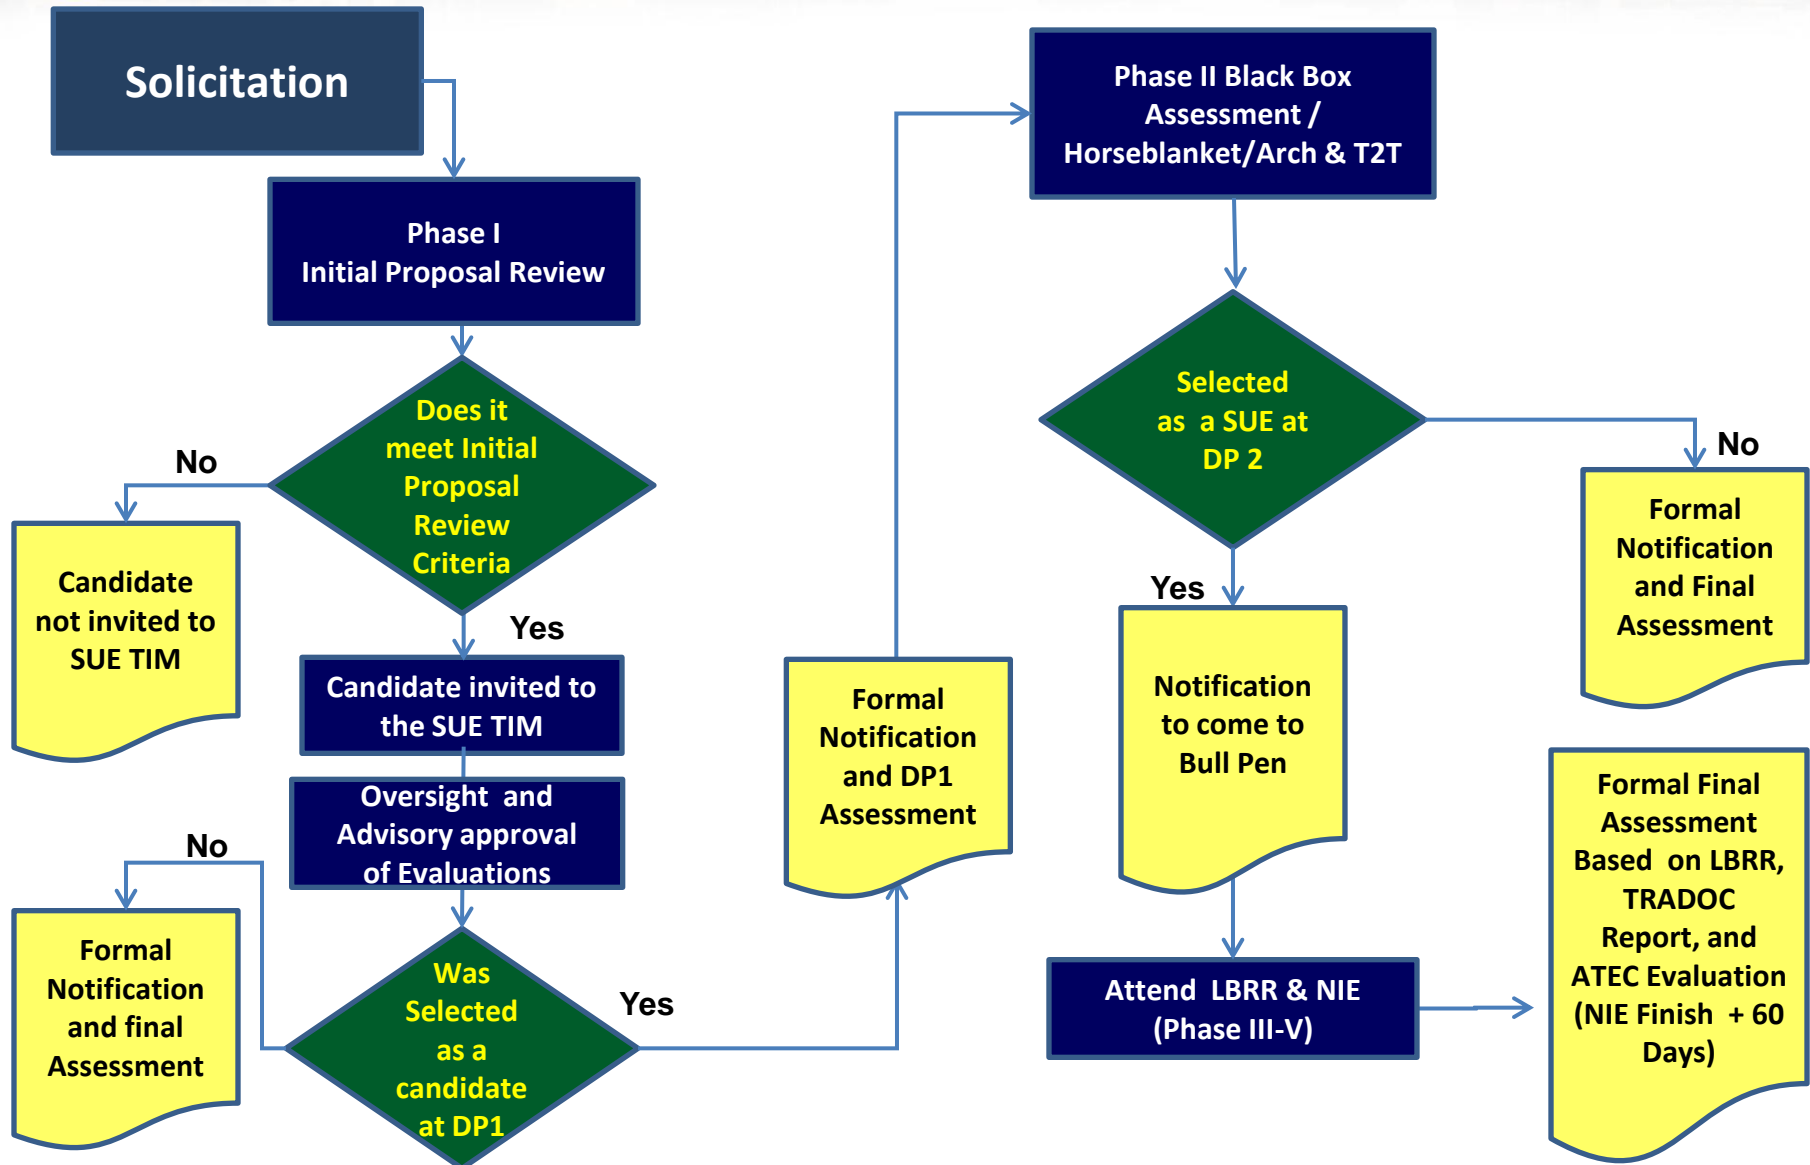 Solicitation
Phase I
Initial Proposal Review
Does it
meet Initial
Proposal
Review
Criteria
No
Candidate
not invited to
SUE TIM
Yes
Candidate invited to
the SUE TIM
Oversight and
Advisory approval
of Evaluations
No
Formal
Notification
and final
Assessment
Was
Selected
as a
candidate
at DP1
Yes
Formal
Notification
and DP1
Assessment
Phase II Black Box
Assessment /
Horseblanket/Arch & T2T
Selected
as a SUE at
DP 2
No
Formal
Notification
and Final
Assessment
Yes
Notification
to come to
Bull Pen
Attend LBRR & NIE
(Phase III-V)
Formal Final
Assessment
Based on LBRR,
TRADOC
Report, and
ATEC Evaluation
(NIE Finish + 60
Days)